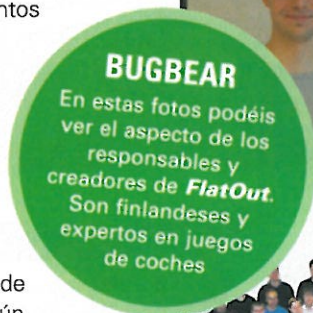 ntos
BUGBEAR
En estas fotos podéis
ver el aspecto de los
responsables y
creadores de FlatOut.
Son finlandeses y
expertos en juegos
de coches
de
ún